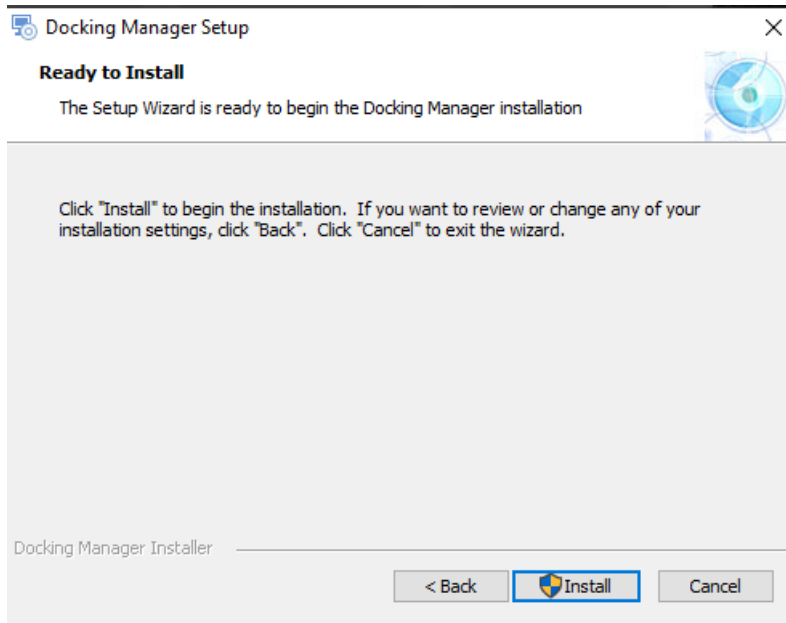 Docking Manager Setup
Ready to Install
The Setup Wizard is ready to begin the Docking Manager installation
Click "Install" to begin the installation. If you want to review or change any of your
installation settings, click "Back". Click "Cancel" to exit the wizard.
Docking Manager Installer
< Back
Install
Cancel